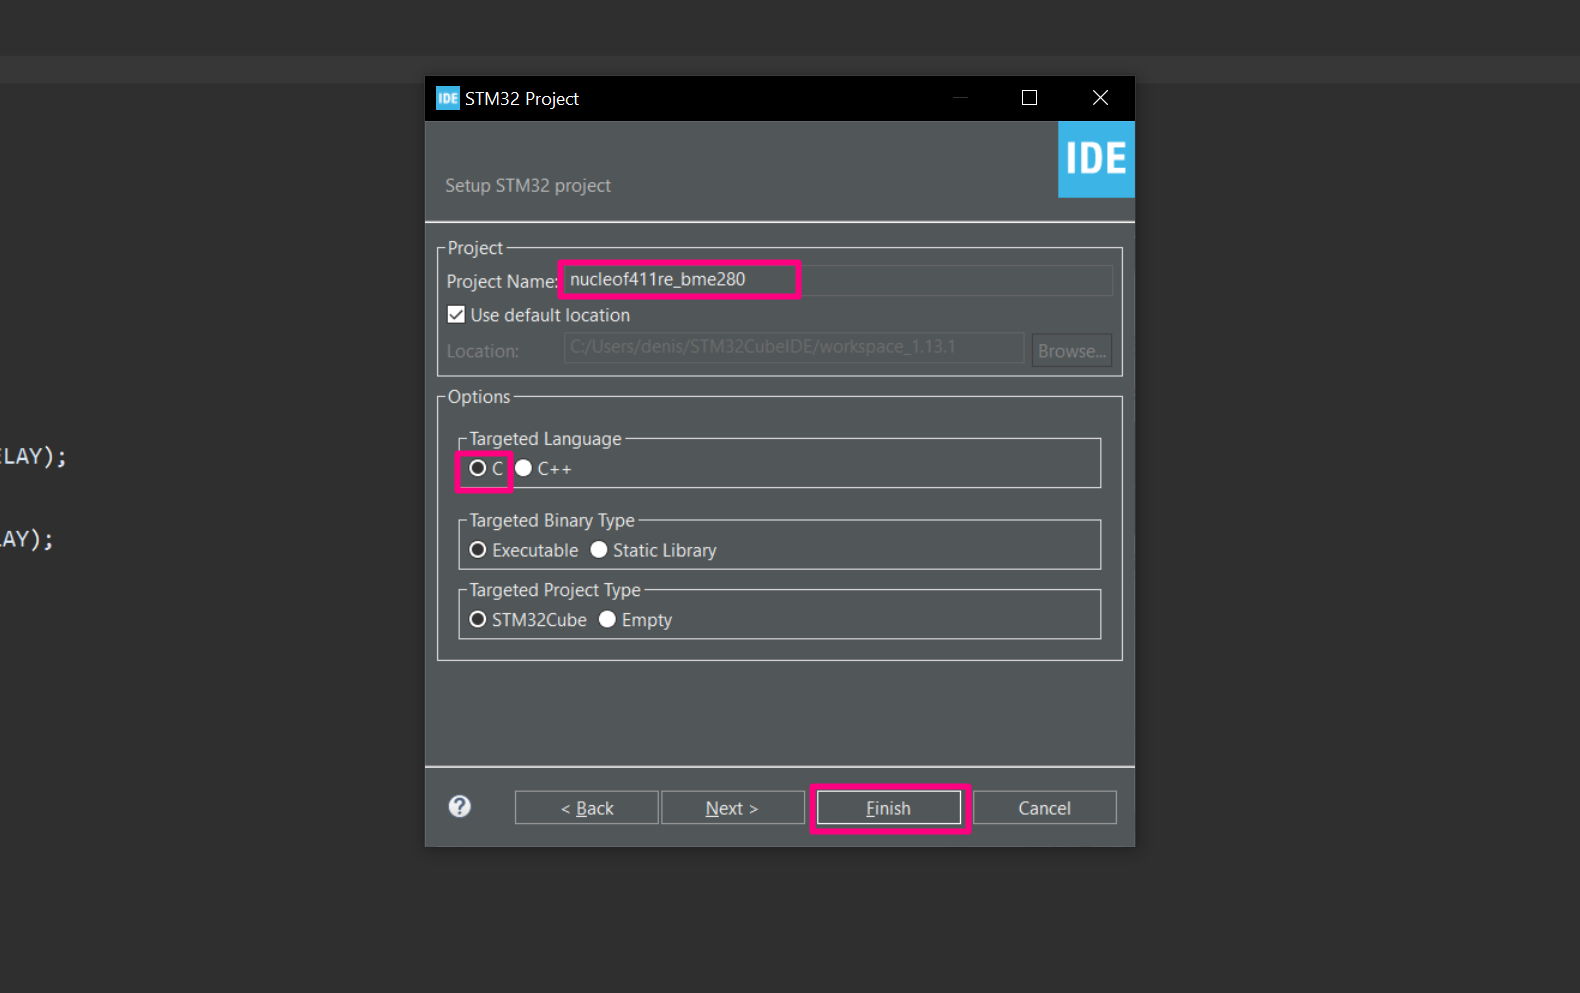 IDE STM32 Project
IDE
Setup STM32 project
Project
Project Name: nucleof411re_bme280
Use default location
Location: C:/Users/denis/STM32CubeIDE/workspace_1.13.1 Browse...
Options
Targeted Language
ELAY);
C C++
Targeted Binary Type
LAY);
Executable Static Library
Targeted Project Type
STM32Cube Empty
? < Back Next > Finish Cancel